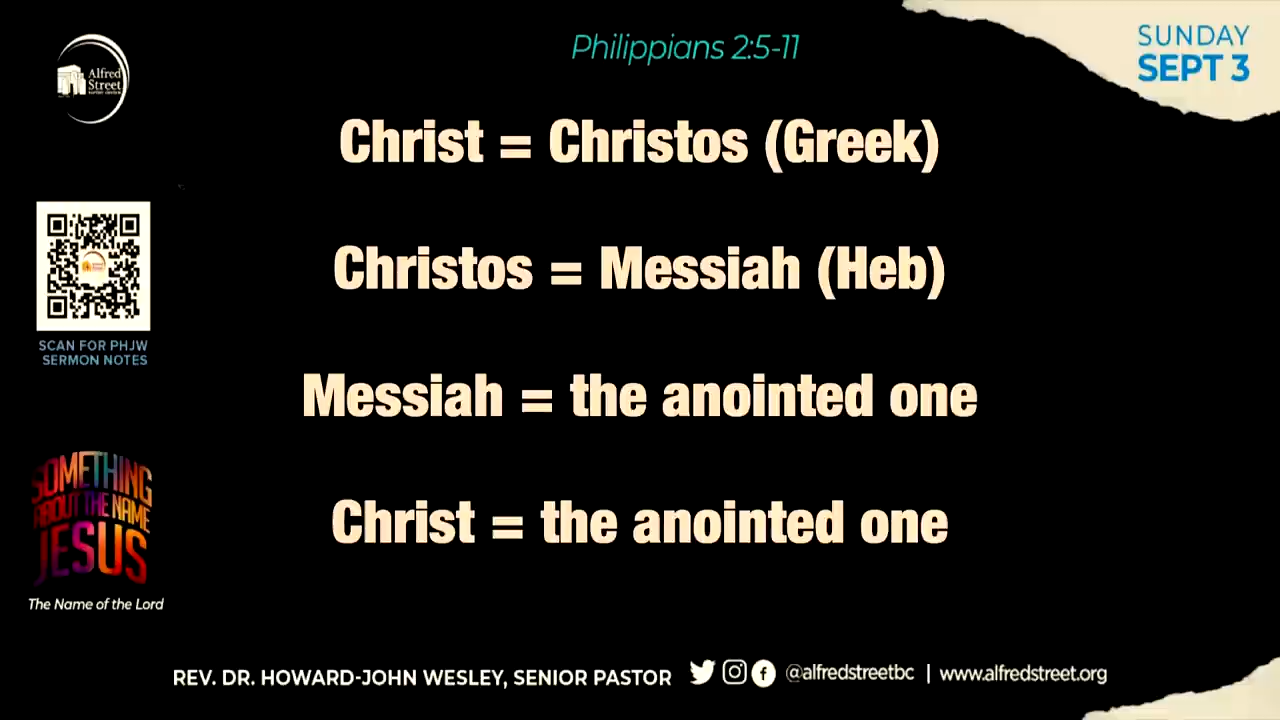 Philippians 2:5-11
SUNDAY
SEPT 3
Alfred
Street
Christ = Christos (Greek)
Christos = Messiah (Heb)
Messiah = the anointed one
Christ = the anointed one
SCAN FOR PHJW
SERMON NOTES
SOMETHING
ABOUT THE NAME
JESUS
The Name of the Lord
REV. DR. HOWARD-JOHN WESLEY, SENIOR PASTOR
@alfredstreetbc | www.alfredstreet.org